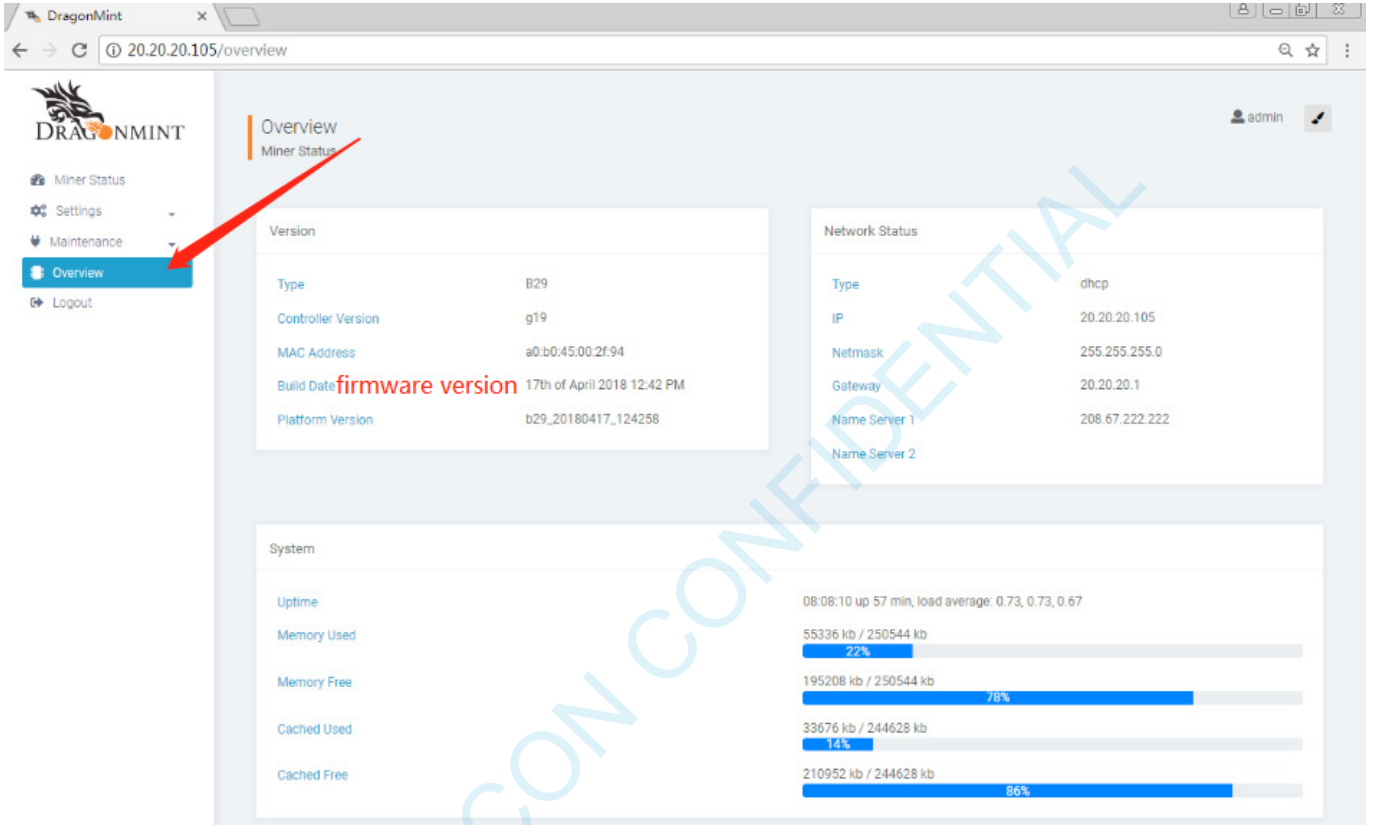 DragonMint
20.20.20.105/overview
DRAGONMINT
Miner Status
Settings
Maintenance
Overview
Logout
Overview
Miner Status
admin
Version
Type B29
Controller Version g19
MAC Address a0:b0:45:00:2f:94
Build Date firmware version 17th of April 2018 12:42 PM
Platform Version b29_20180417_124258
Network Status
Type dhcp
IP 20.20.20.105
Netmask 255.255.255.0
Gateway 20.20.20.1
Name Server 1 208.67.222.222
Name Server 2
System
Uptime 08:08:10 up 57 min, load average: 0.73, 0.73, 0.67
Memory Used 55336 kb / 250544 kb
22%
Memory Free 195208 kb / 250544 kb
78%
Cached Used 33676 kb / 244628 kb
14%
Cached Free 210952 kb / 244628 kb
86%
CON CONFIDENTIAL